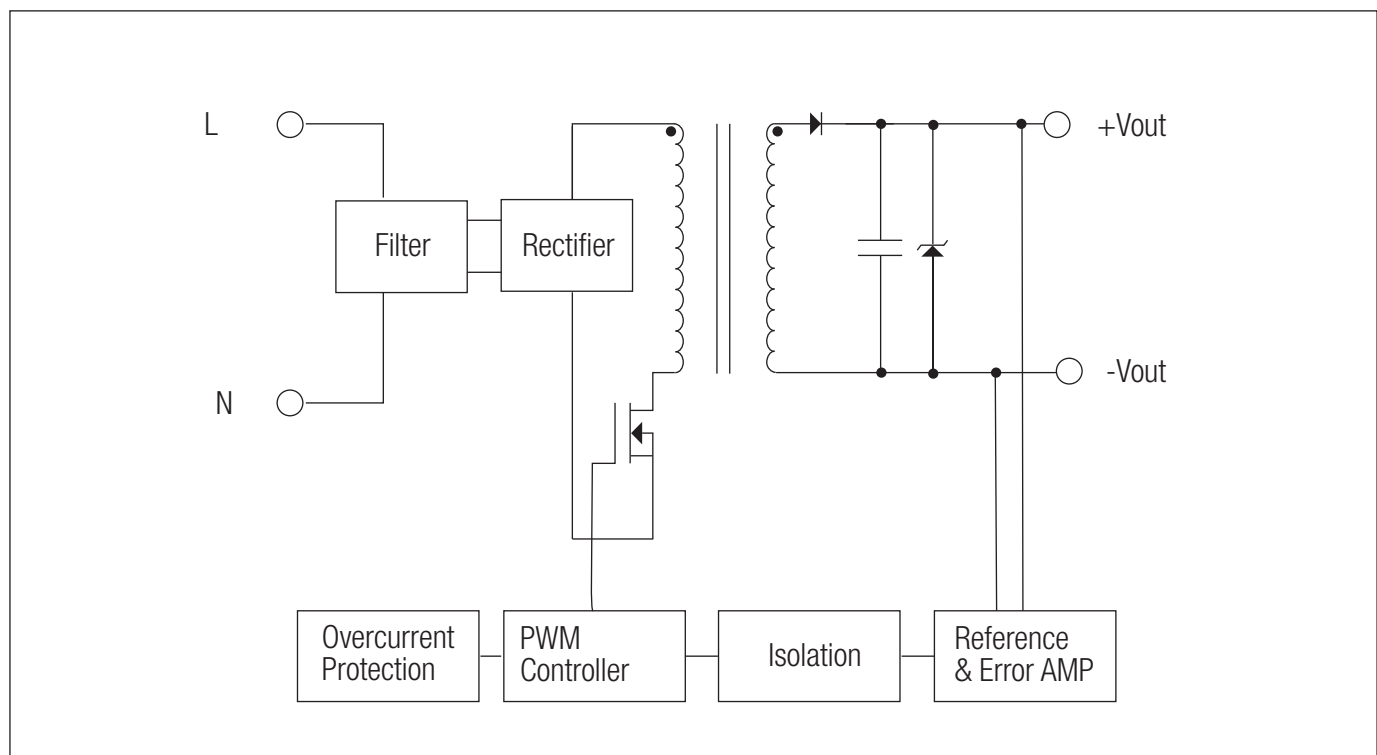 L
+Vout
Filter
Rectifier
-Vout
N
Overcurrent
Protection
PWM
Controller
Isolation
Reference
& Error AMP